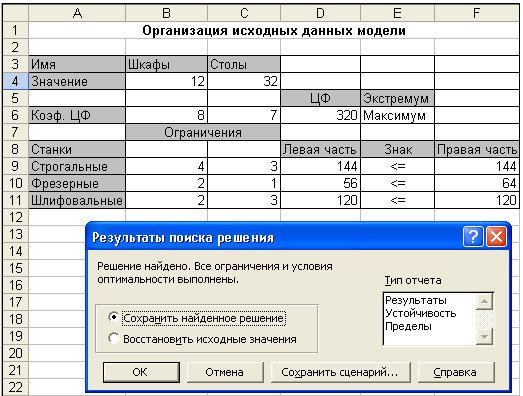 A B C D E F
1 Организация исходных данных модели
2
3 Имя Шкафы Столы
4 Значение 12 32
5 ЦФ Экстремум
6 Коэф. ЦФ 8 7 320 Максимум
7 Ограничения
8 Станки Левая часть Знак Правая часть
9 Строгальные 4 3 144 <= 144
10 Фрезерные 2 1 56 <= 64
11 Шлифовальные 2 3 120 <= 120
12
13
14
15
16
17
18
19
20
21
22
Результаты поиска решения
Решение найдено. Все ограничения и условия
оптимальности выполнены.
Тип отчета
Результаты
Устойчивость
Пределы
Сохранить найденное решение
Восстановить исходные значения
ОК Отмена Сохранить сценарий... Справка